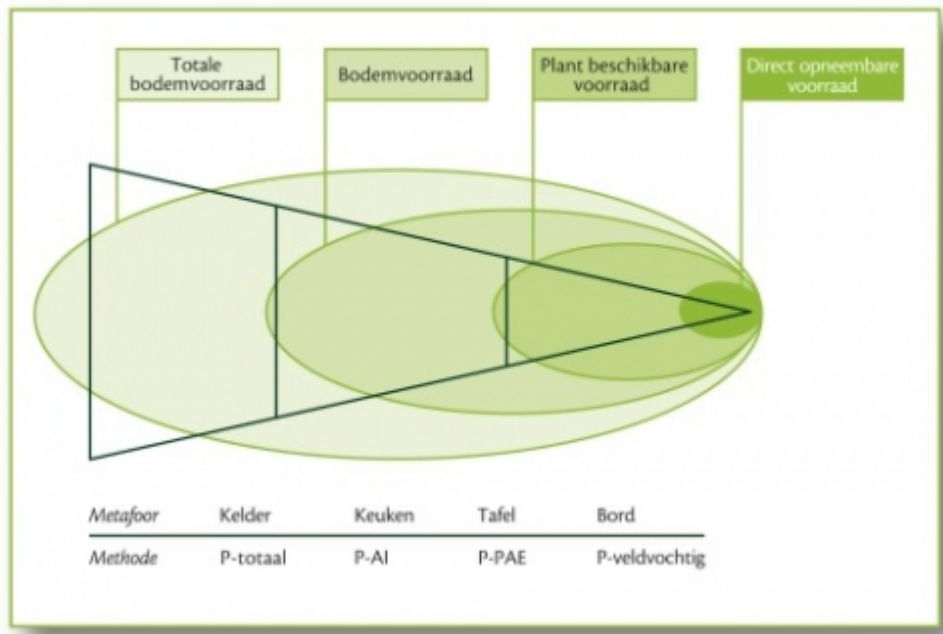 Totale
bodemvoorraad
Bodemvoorraad
Plant beschikbare
voorraad
Direct opneembare
voorraad
Metafoor Kelder Keuken Tafel Bord
Methode P-totaal P-Al P-PAE P-veldvochtig